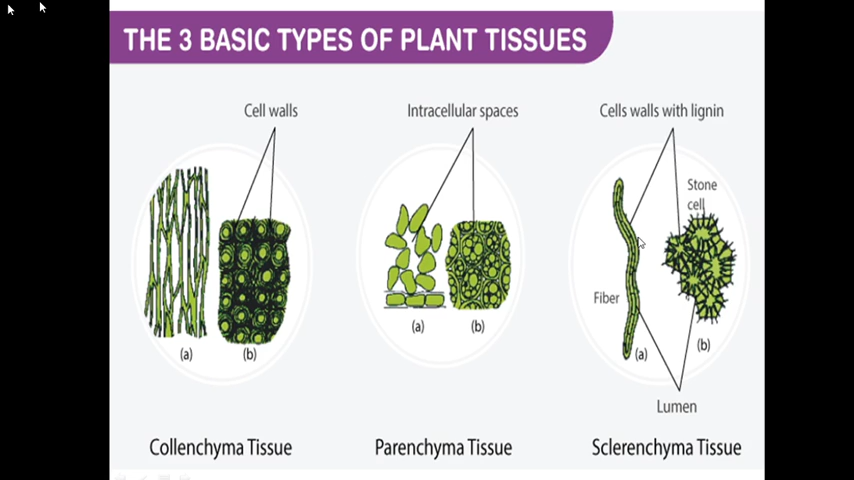 THE 3 BASIC TYPES OF PLANT TISSUES
Cell walls
Intracellular spaces
Cells walls with lignin
Stone
cell
Fiber
(a)
(b)
(a)
(b)
(a)
(b)
Lumen
Collenchyma Tissue
Parenchyma Tissue
Sclerenchyma Tissue